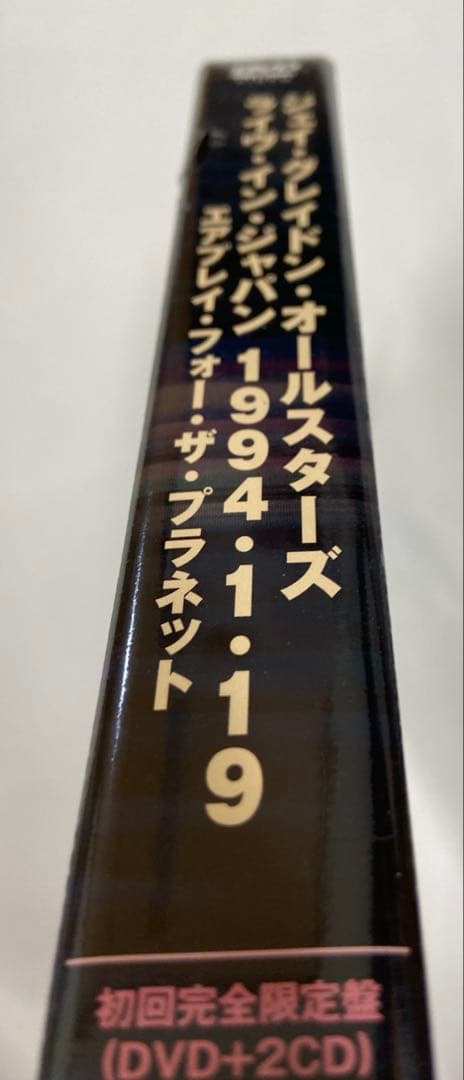 ジェイ・グレイドン・オールスターズ
ライヴ・イン・ジャパン 1994・1・19
エアプレイ・フォー・ザ・プラネット
初回完全限定盤
(DVD+2CD)